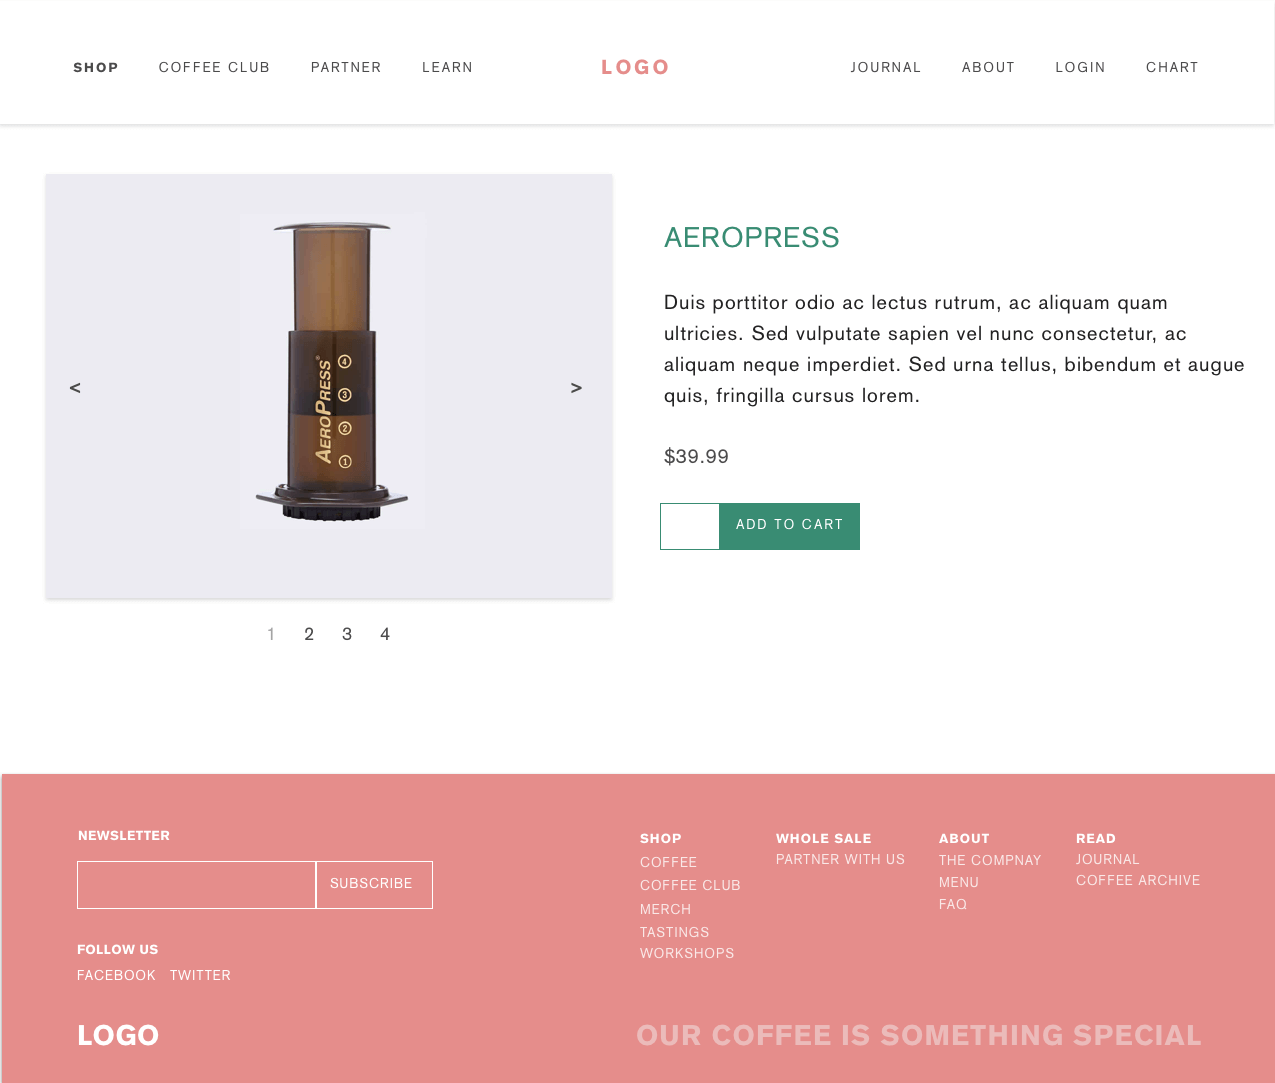 SHOP COFFEE CLUB PARTNER LEARN LOGO JOURNAL ABOUT LOGIN CHART
AEROPRESS®
4
3
2
1
<
>
1 2 3 4
AEROPRESS
Duis porttitor odio ac lectus rutrum, ac aliquam quam
ultricies. Sed vulputate sapien vel nunc consectetur, ac
aliquam neque imperdiet. Sed urna tellus, bibendum et augue
quis, fringilla cursus lorem.
$39.99
ADD TO CART
NEWSLETTER
SUBSCRIBE
FOLLOW US
FACEBOOK TWITTER
LOGO
SHOP
COFFEE
COFFEE CLUB
MERCH
TASTINGS
WORKSHOPS
WHOLE SALE
PARTNER WITH US
ABOUT
THE COMPNAY
MENU
FAQ
READ
JOURNAL
COFFEE ARCHIVE
OUR COFFEE IS SOMETHING SPECIAL